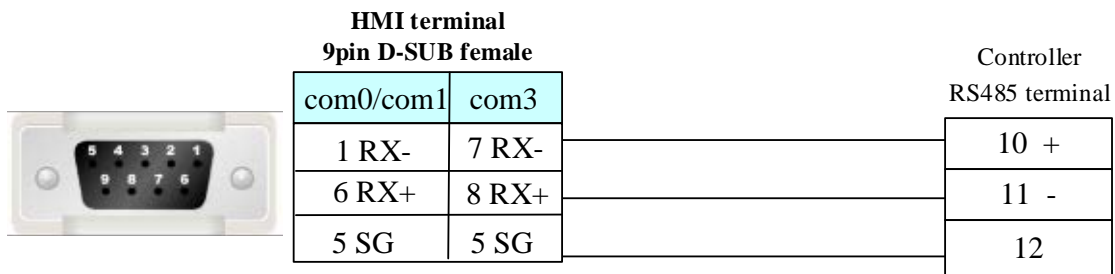 HMI terminal
9pin D-SUB female
Controller
RS485 terminal
com0/com1 com3
5 4 3 2 1
9 8 7 6
1 RX- 7 RX- 10 +
6 RX+ 8 RX+ 11 -
5 SG 5 SG 12